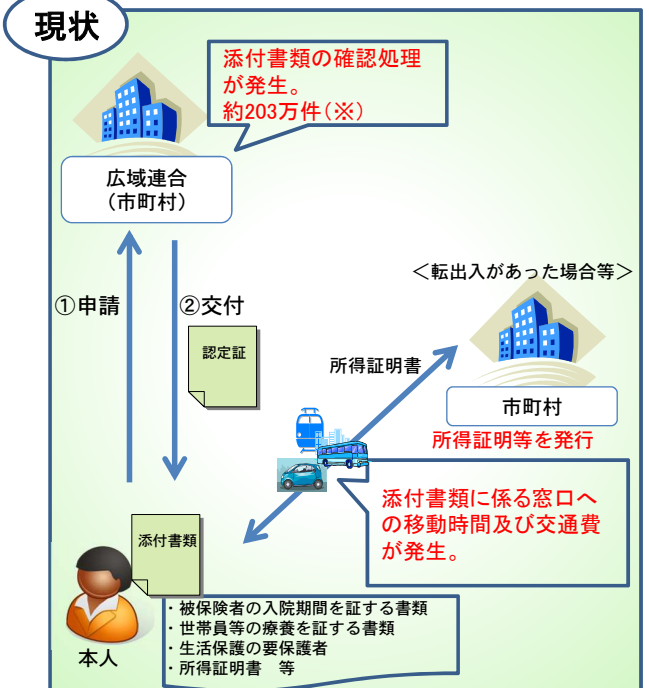 現状
添付書類の確認処理
が発生。
約203万件(※)
広域連合
(市町村)
＜転出入があった場合等＞
①申請
②交付
認定証
所得証明書
市町村
所得証明等を発行
添付書類に係る窓口へ
の移動時間及び交通費
が発生。
添付書類
本人
・被保険者の入院期間を証する書類
・世帯員等の療養を証する書類
・生活保護の要保護者
・所得証明書　等